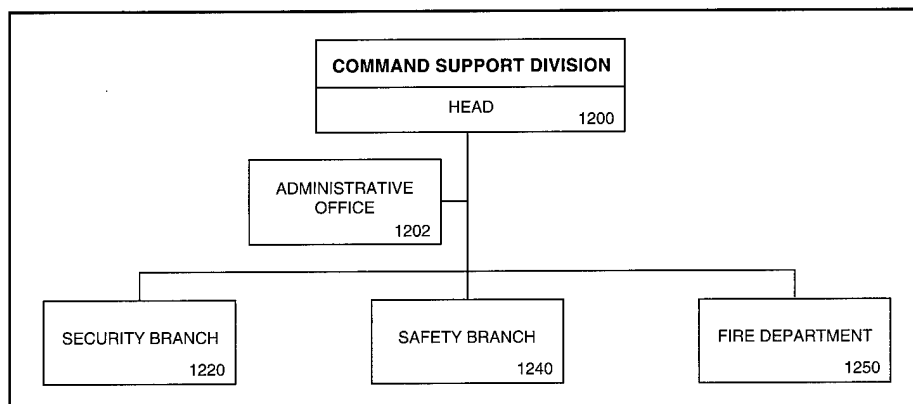 COMMAND SUPPORT DIVISION
HEAD
1200
ADMINISTRATIVE
OFFICE
1202
SECURITY BRANCH
1220
SAFETY BRANCH
1240
FIRE DEPARTMENT
1250